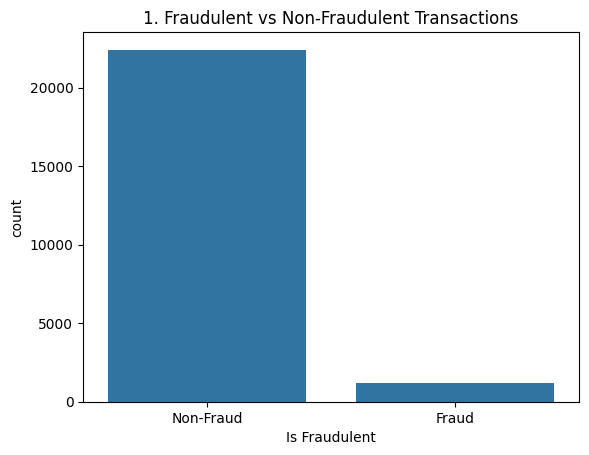 1. Fraudulent vs Non-Fraudulent Transactions
20000
15000
10000
5000
0
count
Non-Fraud
Fraud
Is Fraudulent